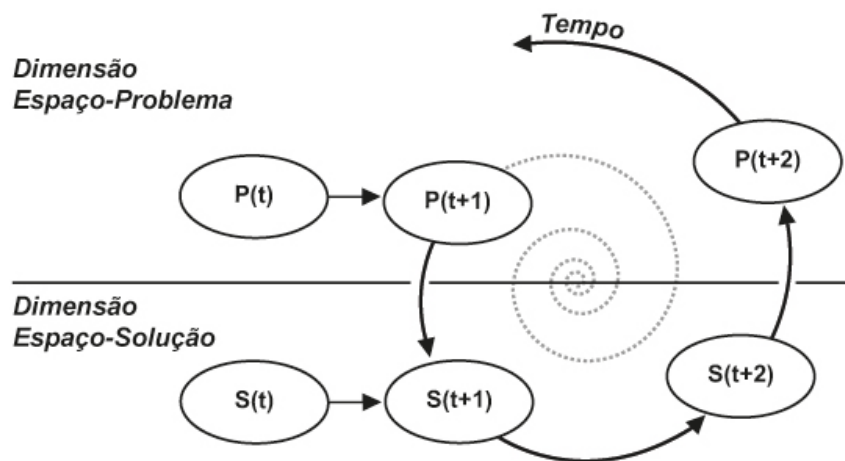 Tempo
Dimensão
Espaço-Problema
P(t)
P(t+1)
P(t+2)
Dimensão
Espaço-Solução
S(t)
S(t+1)
S(t+2)